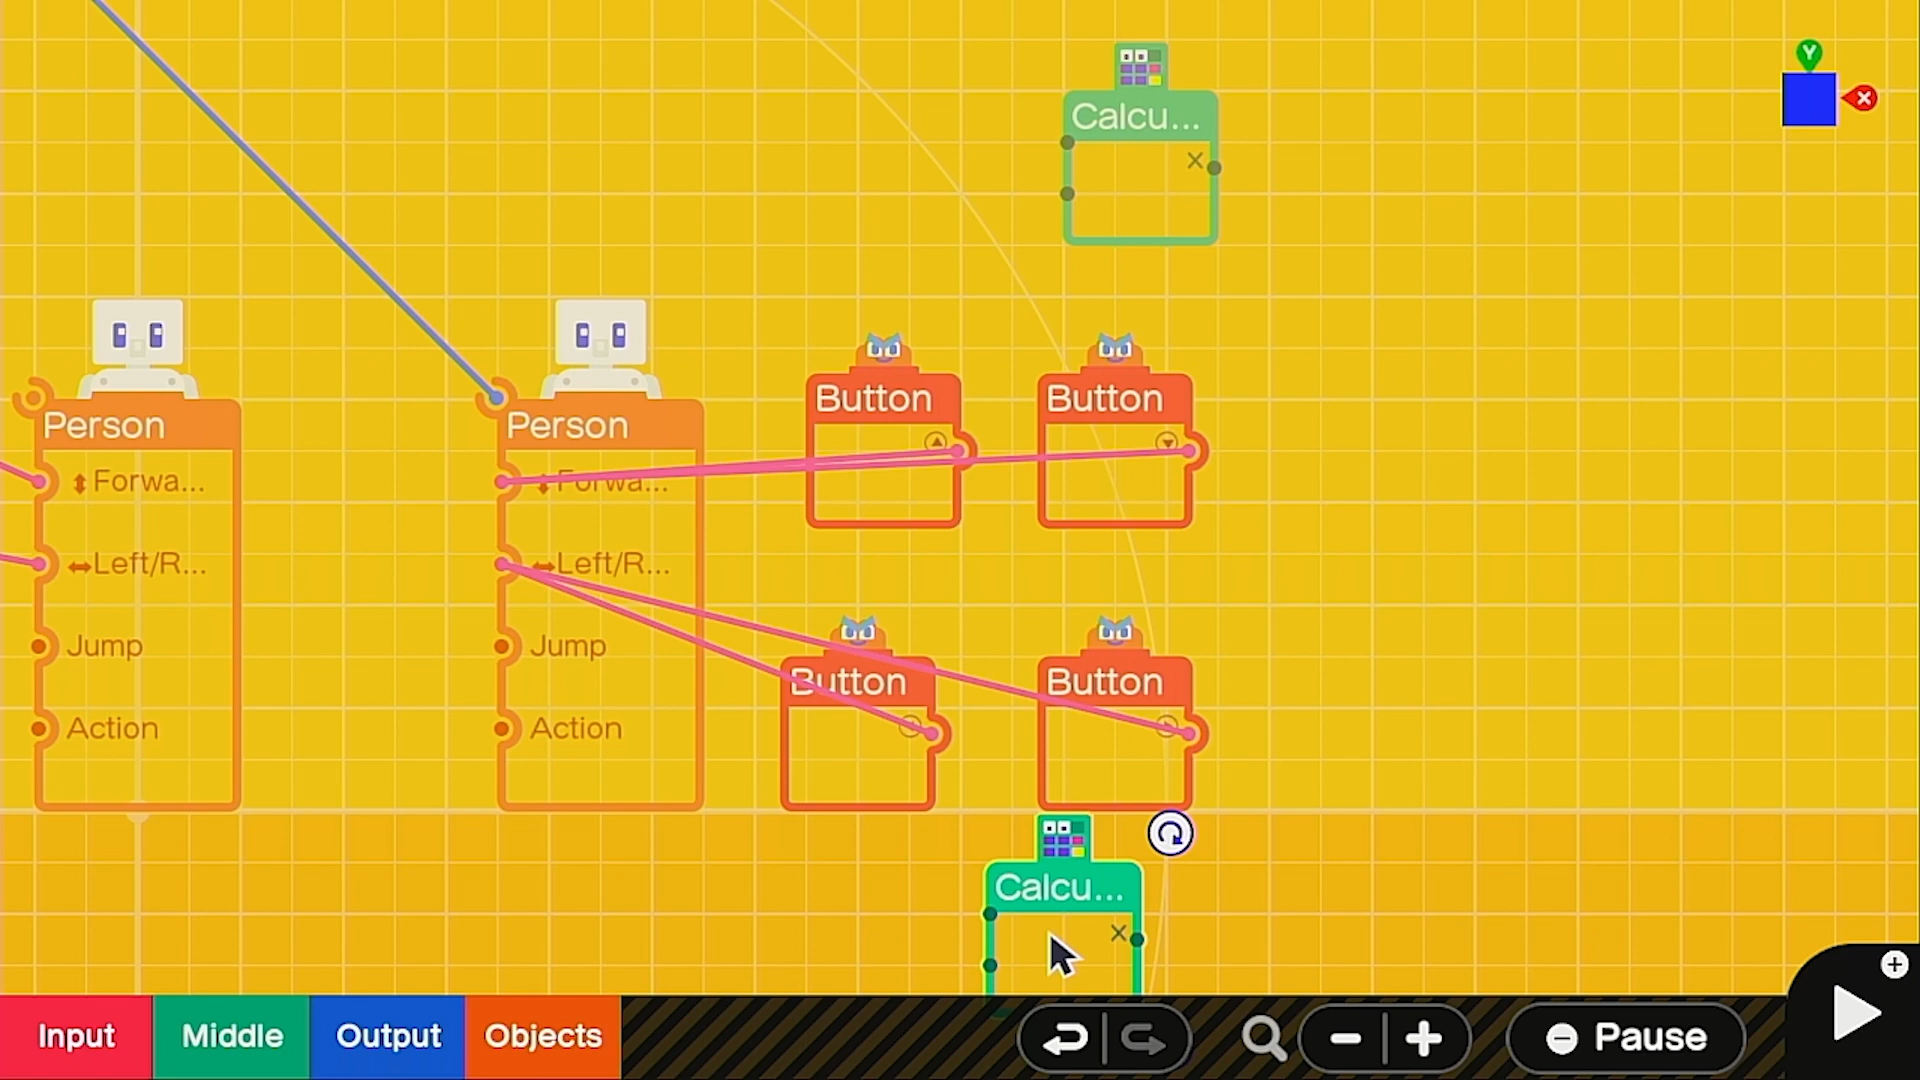 Calcu...
Y
X
×
Person
Forwa...
Left/R...
Jump
Action
Person
Forwa...
Left/R...
Jump
Action
Button
Button
Button
Button
Calcu...
×
Input
Middle
Output
Objects
Pause